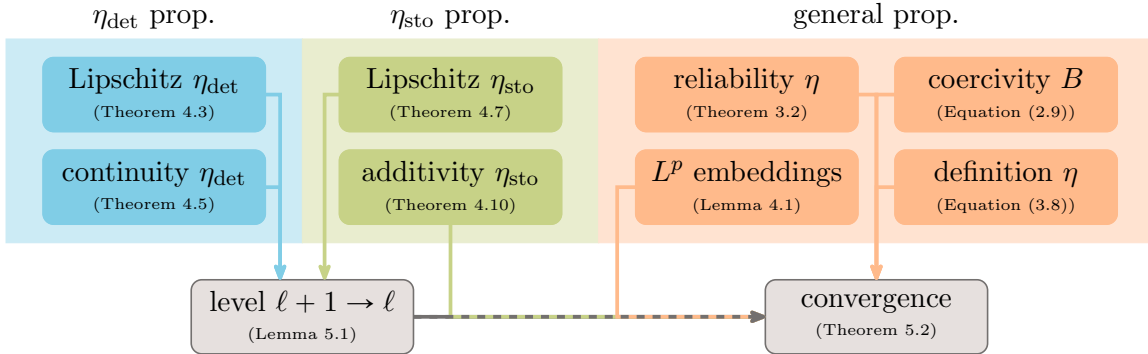 η_det prop.
η_sto prop.
general prop.
Lipschitz η_det
(Theorem 4.3)
Lipschitz η_sto
(Theorem 4.7)
reliability η
(Theorem 3.2)
coercivity B
(Equation (2.9))
continuity η_det
(Theorem 4.5)
additivity η_sto
(Theorem 4.10)
L^p embeddings
(Lemma 4.1)
definition η
(Equation (3.8))
level ℓ + 1 → ℓ
(Lemma 5.1)
convergence
(Theorem 5.2)